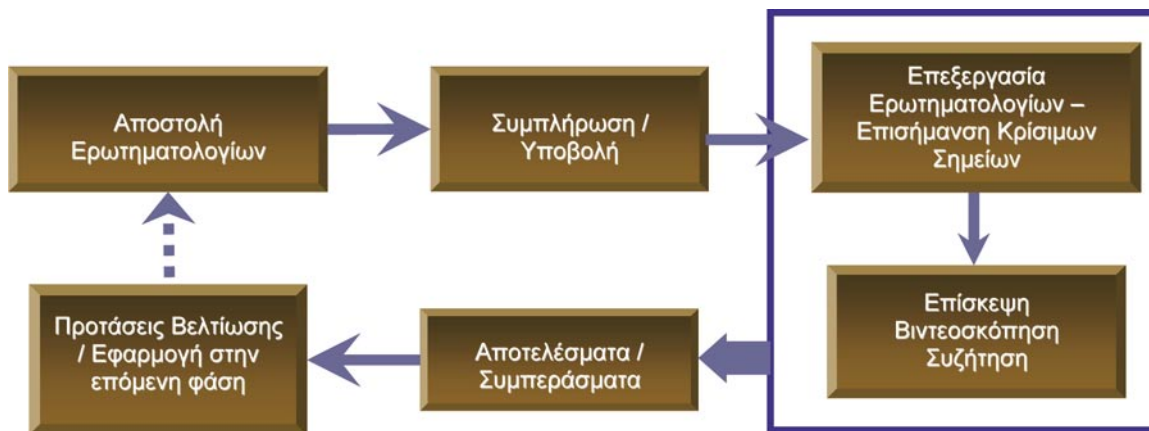 Αποστολή
Ερωτηματολογίων
Συμπλήρωση /
Υποβολή
Επεξεργασία
Ερωτηματολογίων –
Επισήμανση Κρίσιμων
Σημείων
Επίσκεψη
Βιντεοσκόπηση
Συζήτηση
Αποτελέσματα /
Συμπεράσματα
Προτάσεις Βελτίωσης
/ Εφαρμογή στην
επόμενη φάση